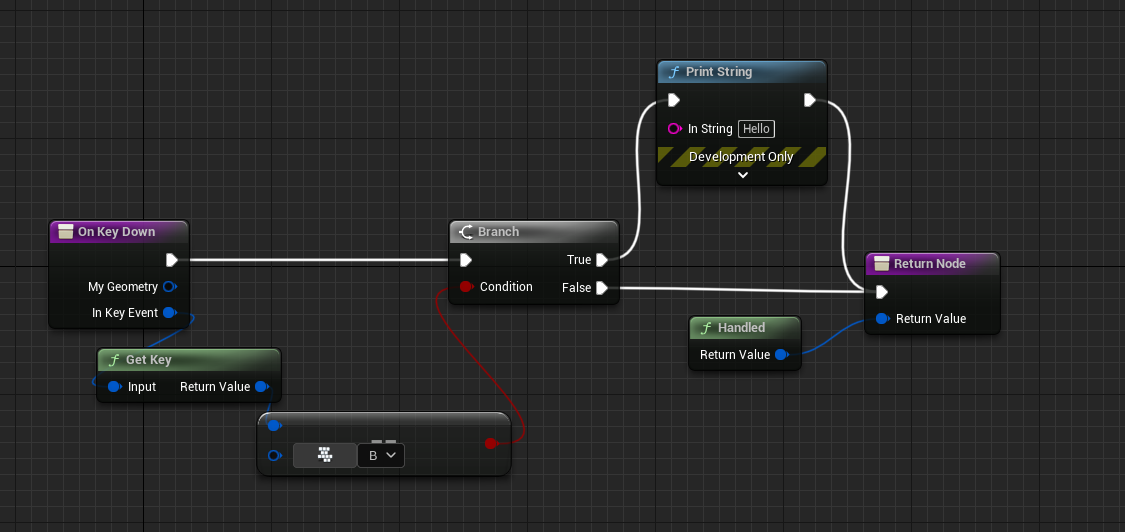 Print String
In String Hello
Development Only
On Key Down
My Geometry
In Key Event
Branch
True
Condition
False
Return Node
Return Value
Handled
Return Value
Get Key
Input Return Value
==
B